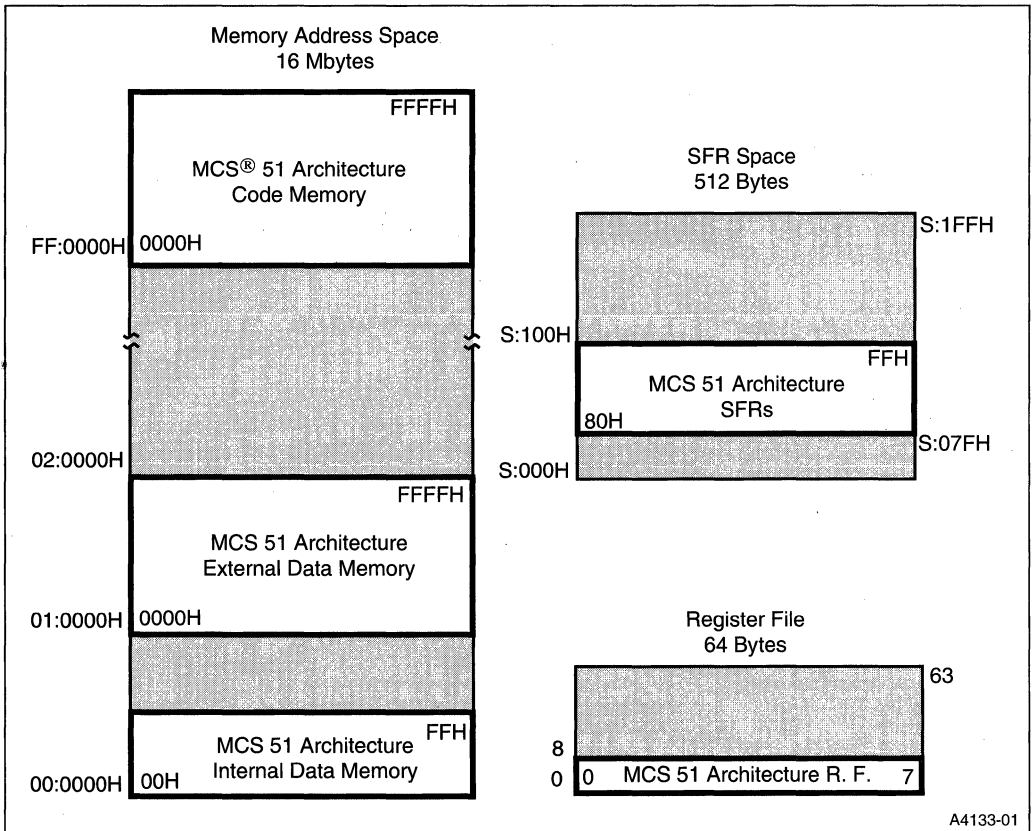 Memory Address Space
16 Mbytes
FFFFH
MCS® 51 Architecture
Code Memory
FF:0000H
0000H
02:0000H
FFFFH
MCS 51 Architecture
External Data Memory
01:0000H
0000H
FFH
MCS 51 Architecture
Internal Data Memory
00:0000H
00H
SFR Space
512 Bytes
S:1FFH
S:100H
FFH
MCS 51 Architecture
SFRs
80H
S:07FH
S:000H
Register File
64 Bytes
63
8
0
0 MCS 51 Architecture R. F. 7
A4133-01